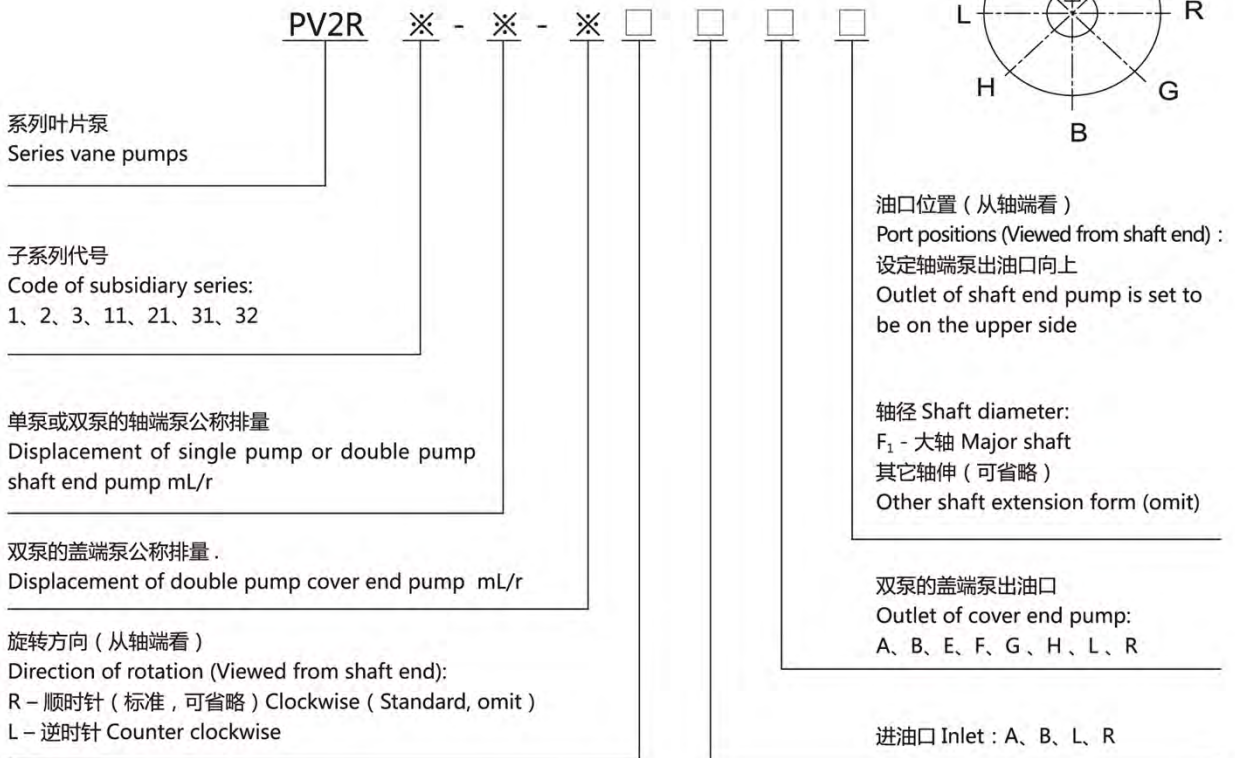 PV2R ※ - ※ - ※ □ □ □ □
L
R
H
G
B
系列叶片泵
Series vane pumps
子系列代号
Code of subsidiary series:
1、2、3、11、21、31、32
单泵或双泵的轴端泵公称排量
Displacement of single pump or double pump
shaft end pump mL/r
双泵的盖端泵公称排量 .
Displacement of double pump cover end pump mL/r
旋转方向（从轴端看）
Direction of rotation (Viewed from shaft end):
R – 顺时针（标准，可省略）Clockwise（Standard, omit）
L – 逆时针 Counter clockwise
油口位置（从轴端看）
Port positions (Viewed from shaft end)：
设定轴端泵出油口向上
Outlet of shaft end pump is set to
be on the upper side
轴径 Shaft diameter:
F₁ - 大轴 Major shaft
其它轴伸（可省略）
Other shaft extension form (omit)
双泵的盖端泵出油口
Outlet of cover end pump:
A、B、E、F、G、H、L、R
进油口 Inlet：A、B、L、R